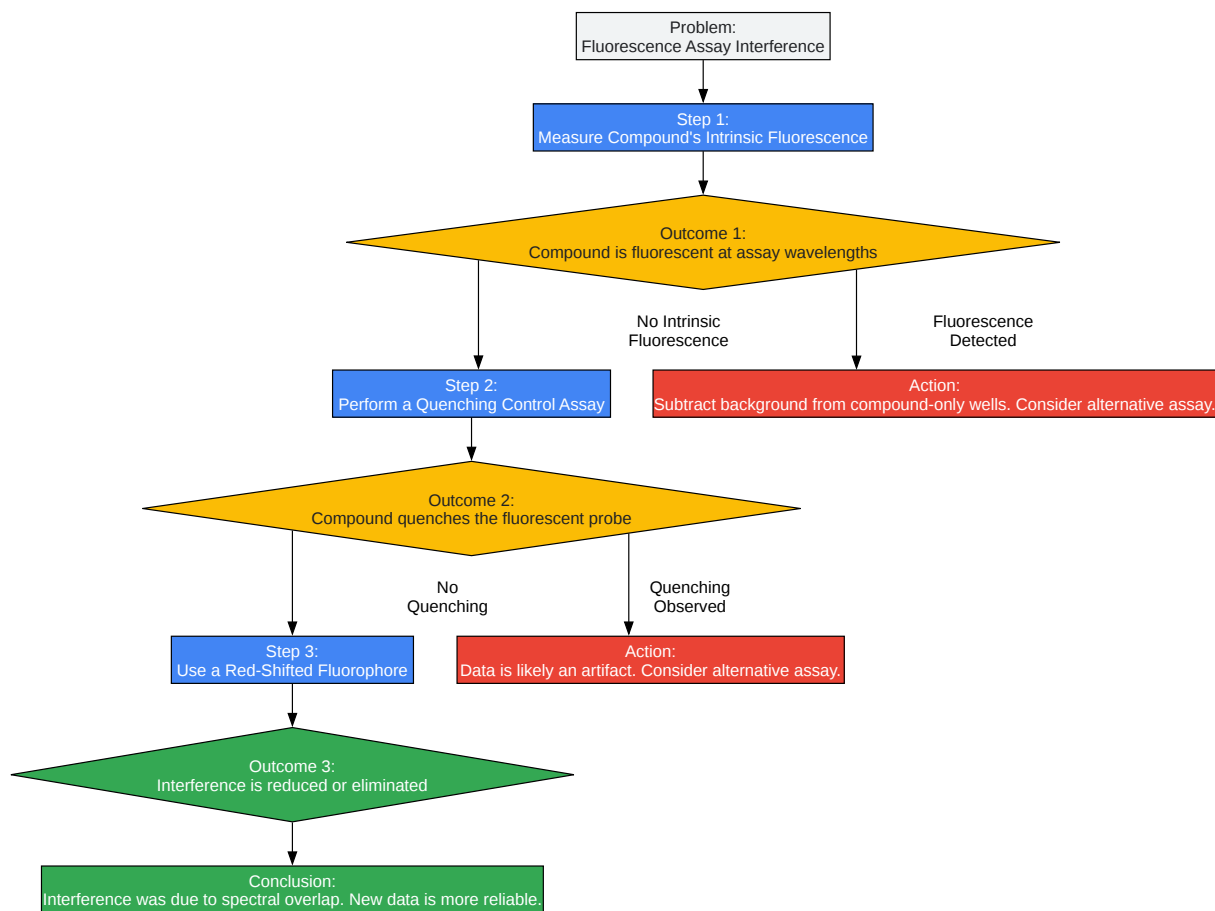 Problem:
Fluorescence Assay Interference
Step 1:
Measure Compound's Intrinsic Fluorescence
Outcome 1:
Compound is fluorescent at assay wavelengths
No Intrinsic
Fluorescence
Fluorescence
Detected
Step 2:
Perform a Quenching Control Assay
Action:
Subtract background from compound-only wells. Consider alternative assay.
Outcome 2:
Compound quenches the fluorescent probe
No
Quenching
Quenching
Observed
Step 3:
Use a Red-Shifted Fluorophore
Action:
Data is likely an artifact. Consider alternative assay.
Outcome 3:
Interference is reduced or eliminated
Conclusion:
Interference was due to spectral overlap. New data is more reliable.